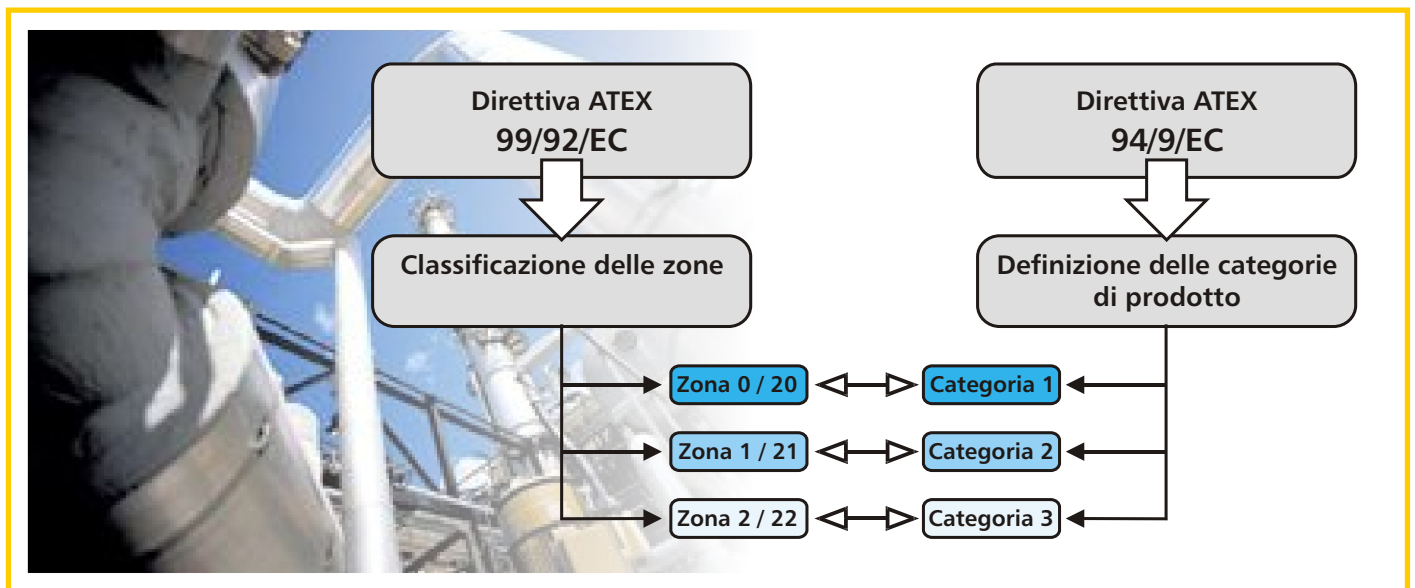 Direttiva ATEX
99/92/EC
Direttiva ATEX
94/9/EC
Classificazione delle zone
Definizione delle categorie
di prodotto
Zona 0 / 20
Categoria 1
Zona 1 / 21
Categoria 2
Zona 2 / 22
Categoria 3